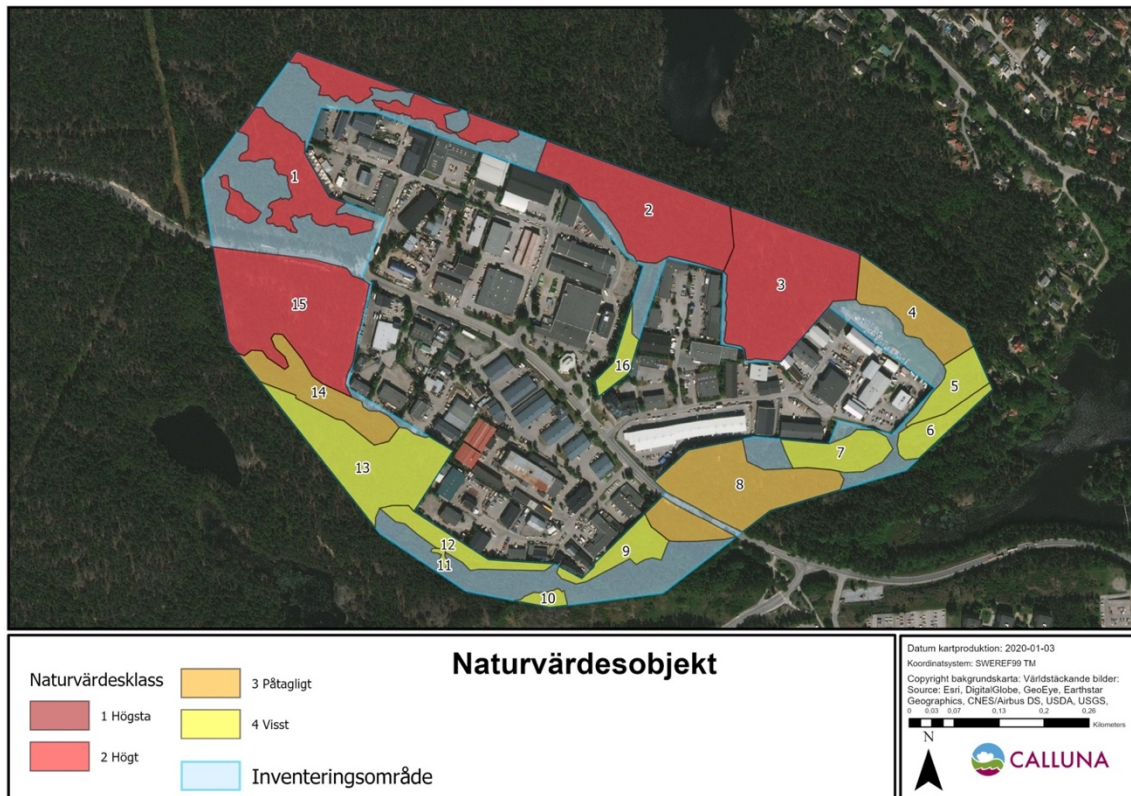 1
2
3
4
15
5
16
14
6
7
13
8
12
9
11
10
Naturvärdesobjekt
Naturvärdesklass
1 Högsta
2 Högt
3 Påtagligt
4 Visst
Inventeringsområde
Datum kartproduktion: 2020-01-03
Koordinatsystem: SWEREF99 TM
Copyright bakgrundskarta: Världstäckande bilder:
Source: Esri, DigitalGlobe, GeoEye, Earthstar
Geographics, CNES/Airbus DS, USDA, USGS,
0 0,03 0,07 0,13 0,2 0,26
Kilometers
N
CALLUNA